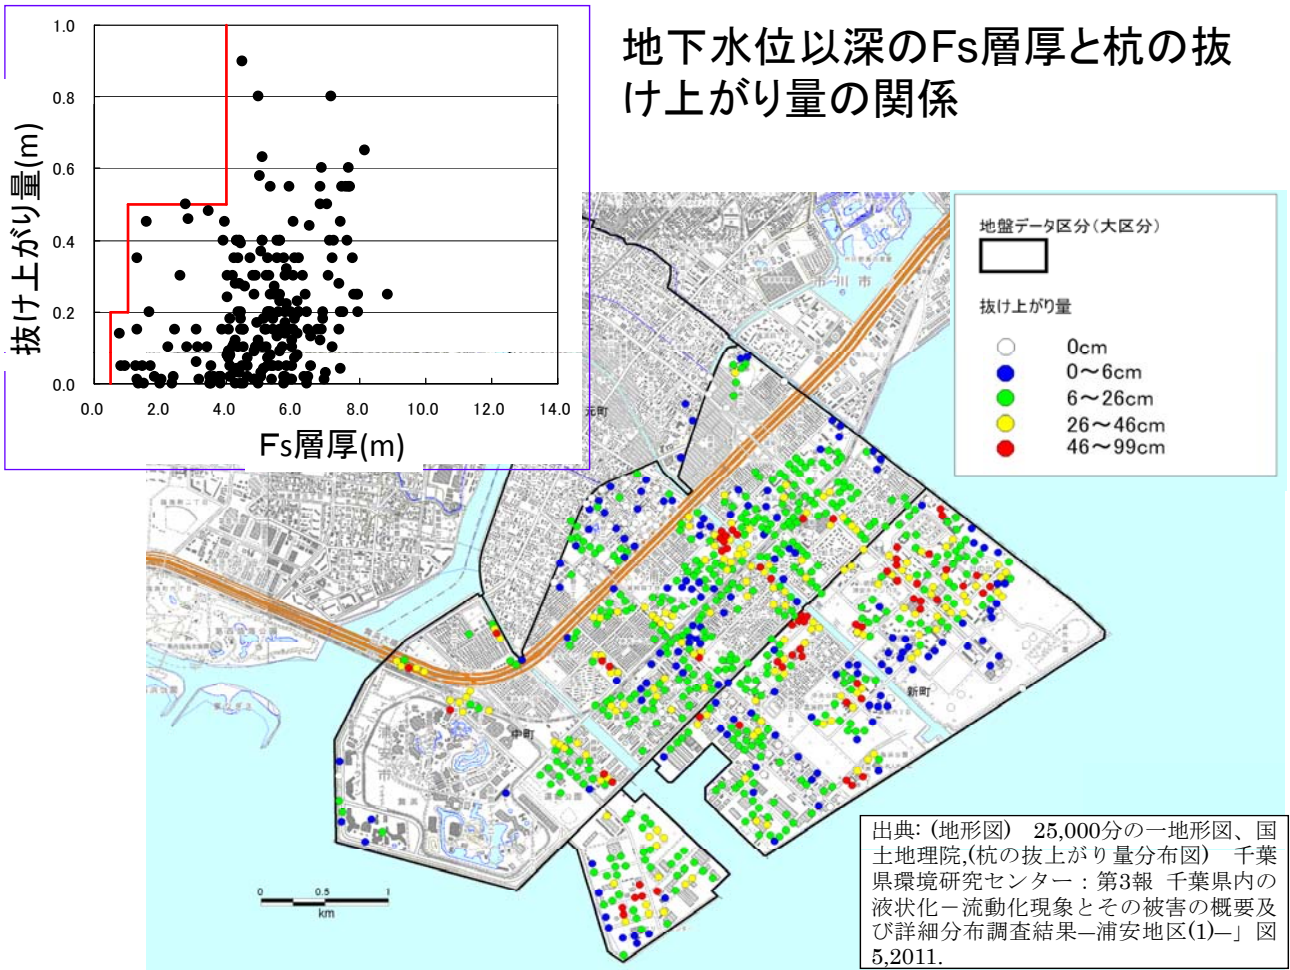 地下水位以深のFs層厚と杭の抜
け上がり量の関係
抜け上がり量(m)
1.0
0.8
0.6
0.4
0.2
0.0
0.0 2.0 4.0 6.0 8.0 10.0 12.0 14.0
Fs層厚(m)
地盤データ区分(大区分)
抜け上がり量
0cm
0～6cm
6～26cm
26～46cm
46～99cm
市川市
元町
中町
新町
浦安市
舞浜
0 0.5 1
km
出典: (地形図) 25,000分の一地形図、国
土地理院,(杭の抜上がり量分布図) 千葉
県環境研究センター：第3報 千葉県内の
液状化－流動化現象とその被害の概要及
び詳細分布調査結果―浦安地区(1)―」図
5,2011.